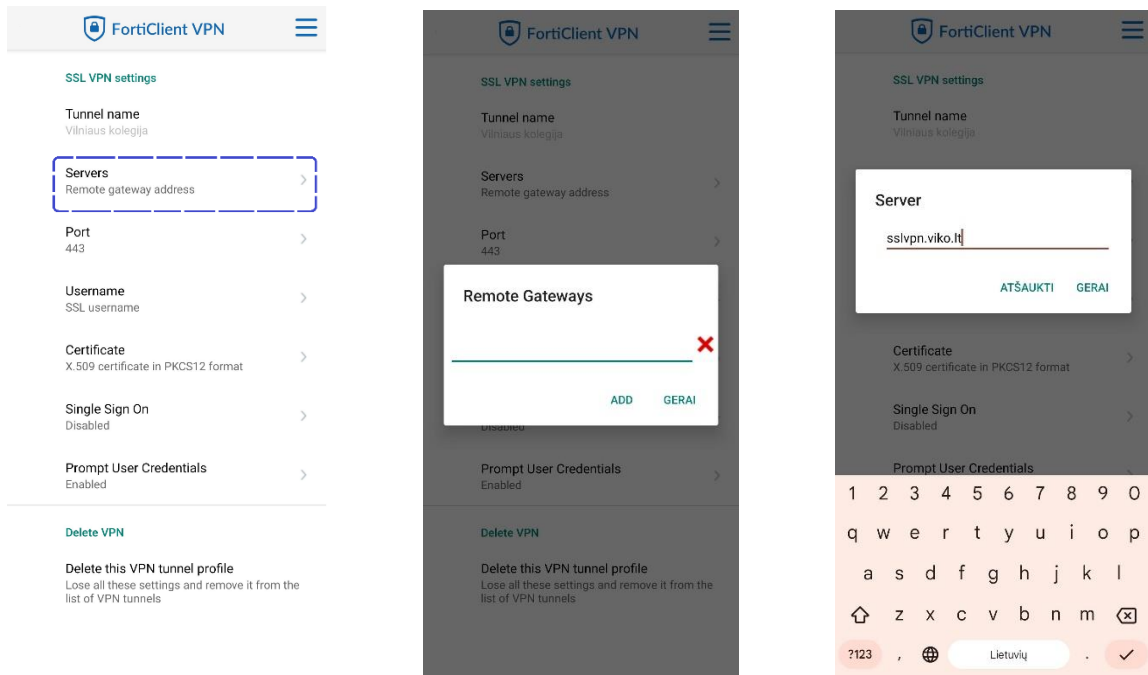 FortiClient VPN
SSL VPN settings
Tunnel name
Vilniaus kolegija
Servers
Remote gateway address
Port
443
Username
SSL username
Certificate
X.509 certificate in PKCS12 format
Single Sign On
Disabled
Prompt User Credentials
Enabled
Delete VPN
Delete this VPN tunnel profile
Lose all these settings and remove it from the
list of VPN tunnels
FortiClient VPN
SSL VPN settings
Tunnel name
Vilniaus kolegija
Servers
Remote gateway address
Port
443
Remote Gateways
ADD GERAI
Disabled
Prompt User Credentials
Enabled
Delete VPN
Delete this VPN tunnel profile
Lose all these settings and remove it from the
list of VPN tunnels
FortiClient VPN
SSL VPN settings
Tunnel name
Vilniaus kolegija
Server
sslvpn.viko.lt
ATŠAUKTI GERAI
Certificate
X.509 certificate in PKCS12 format
Single Sign On
Disabled
Prompt User Credentials
1 2 3 4 5 6 7 8 9 0
q w e r t y u i o p
a s d f g h j k l
z x c v b n m
?123 , Lietuvių .